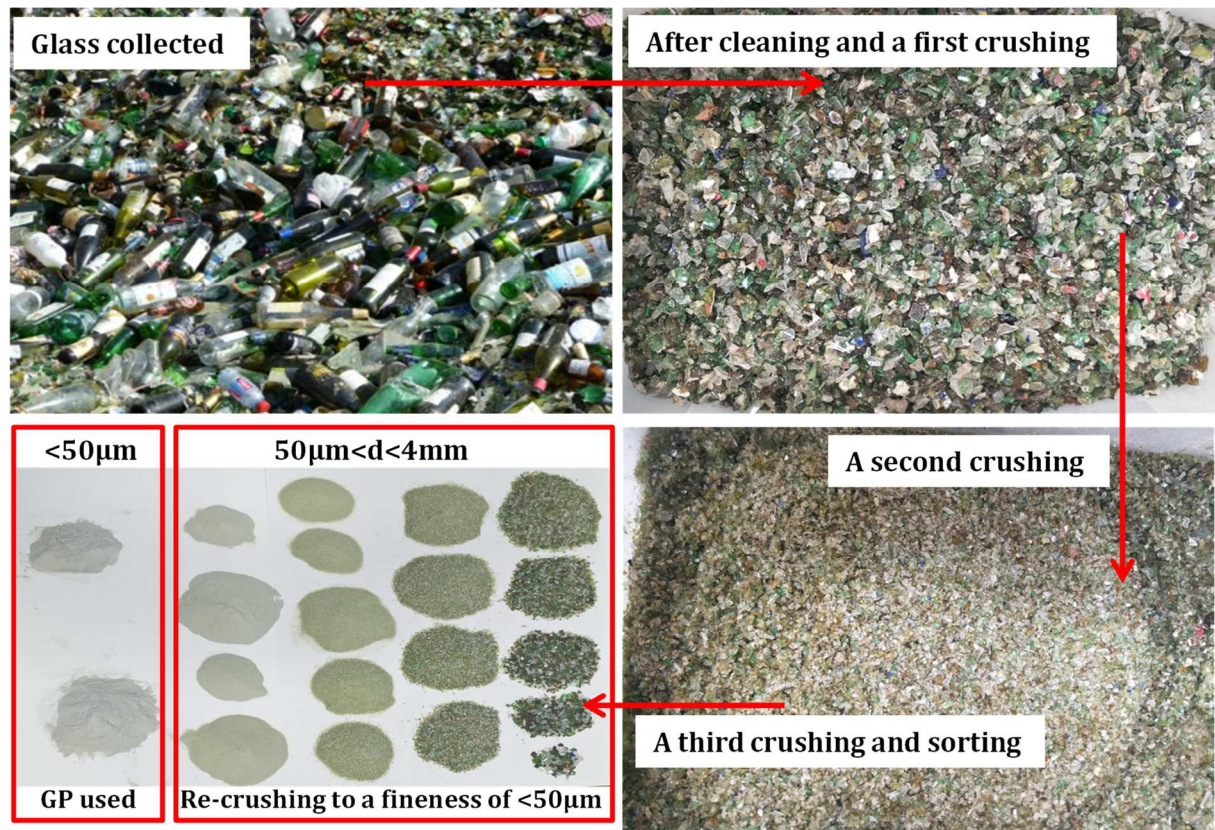 Glass collected
After cleaning and a first crushing
<50µm
50µm<d<4mm
A second crushing
A third crushing and sorting
GP used
Re-crushing to a fineness of <50µm